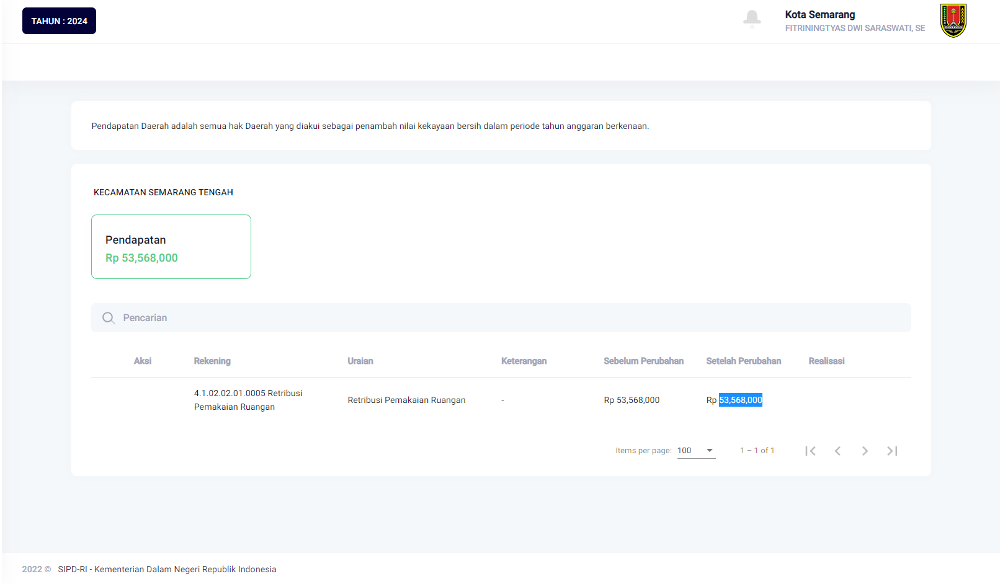 TAHUN : 2024
Kota Semarang
FITRININGTYAS DWI SARASWATI, SE
Pendapatan Daerah adalah semua hak Daerah yang diakui sebagai penambah nilai kekayaan bersih dalam periode tahun anggaran berkenaan.
KECAMATAN SEMARANG TENGAH
Pendapatan
Rp 53,568,000
Pencarian
Aksi Rekening Uraian Keterangan Sebelum Perubahan Setelah Perubahan Realisasi
4.1.02.02.01.0005 Retribusi
Pemakaian Ruangan
Retribusi Pemakaian Ruangan - Rp 53,568,000 Rp 53,568,000
Items per page: 100 1 – 1 of 1
2022 © SIPD-RI - Kementerian Dalam Negeri Republik Indonesia